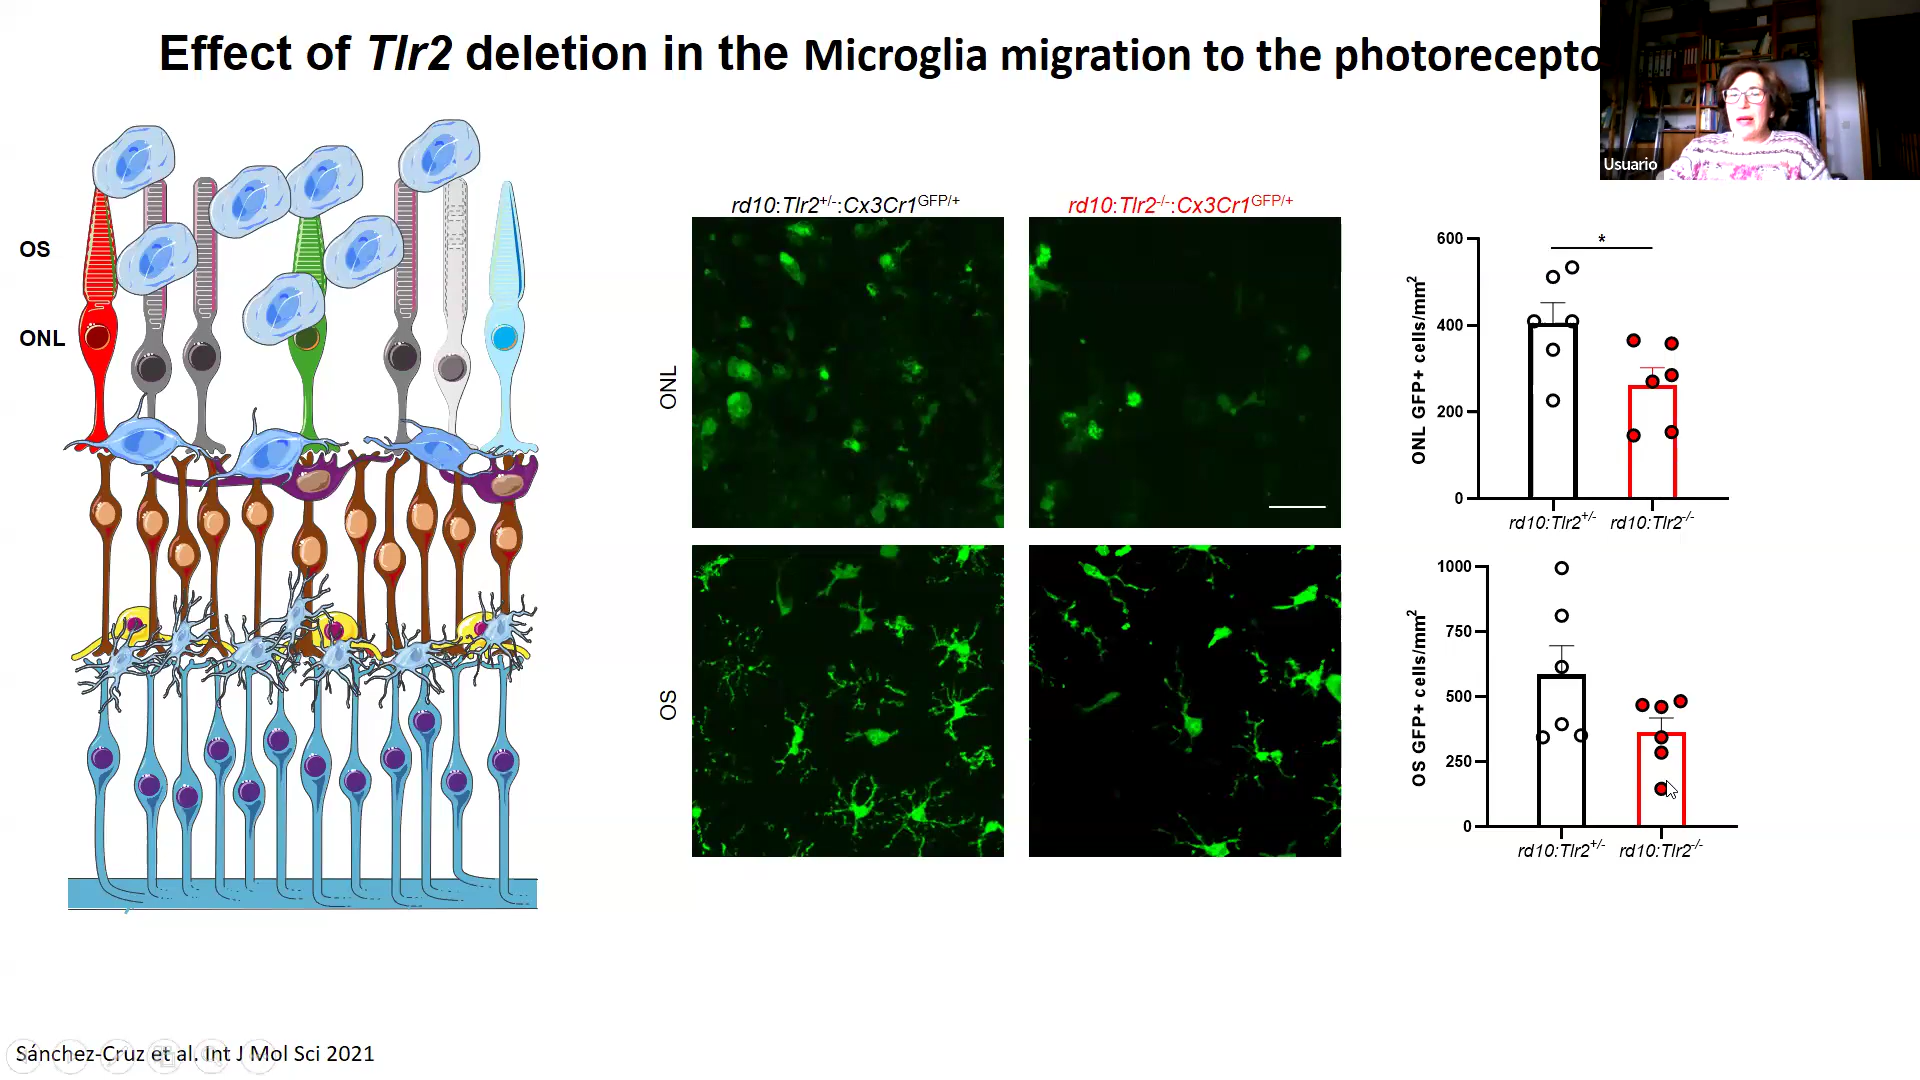 Effect of Tlr2 deletion in the Microglia migration to the photorecepto
Usuario
OS
ONL
rd10:Tlr2+/-:Cx3Cr1GFP/+
rd10:Tlr2-/-:Cx3Cr1GFP/+
ONL
OS
ONL GFP+ cells/mm2
600
400
200
0
*
rd10:Tlr2+/-
rd10:Tlr2-/-
OS GFP+ cells/mm2
1000
750
500
250
0
rd10:Tlr2+/-
rd10:Tlr2-/-
Sánchez-Cruz et al. Int J Mol Sci 2021